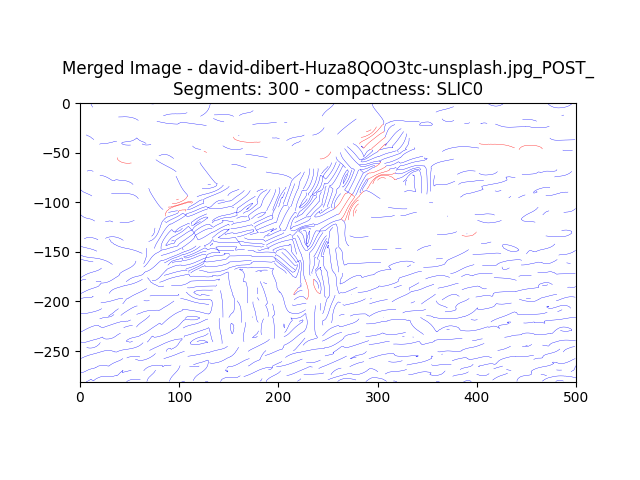 Merged Image - david-dibert-Huza8QOO3tc-unsplash.jpg_POST_
Segments: 300 - compactness: SLIC0
0
−50
−100
−150
−200
−250
0 100 200 300 400 500